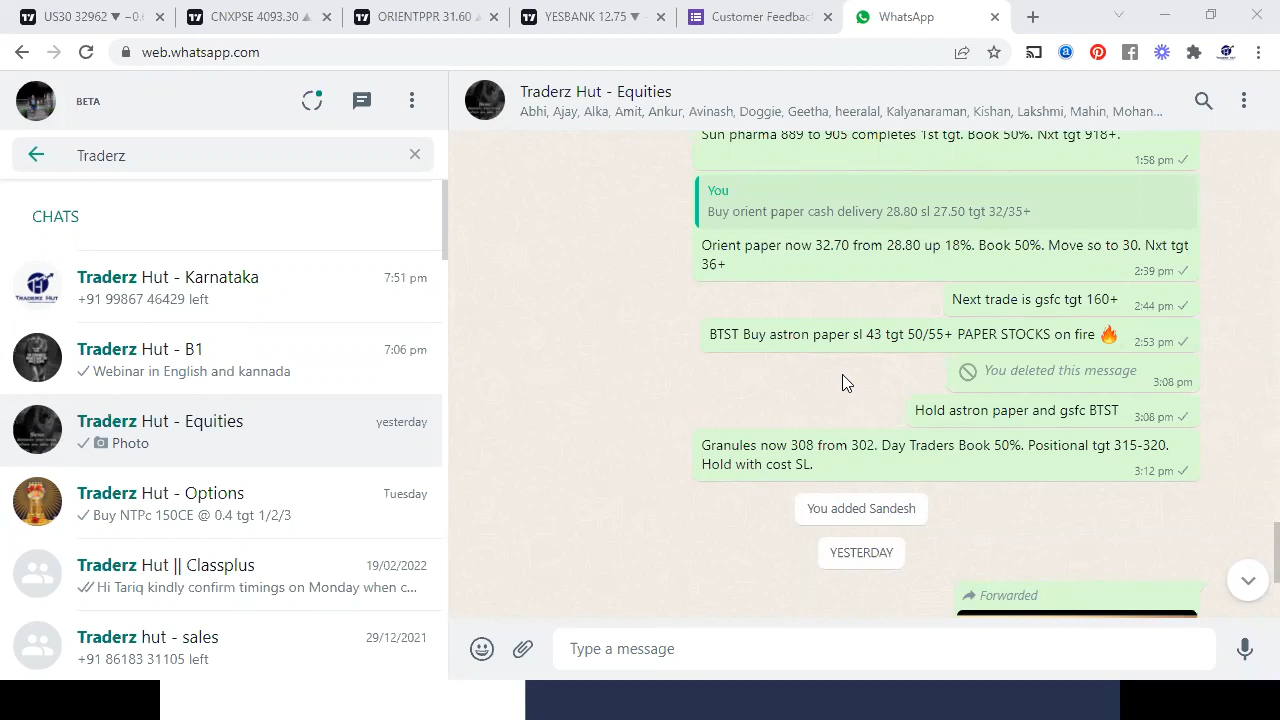 US30 32962 ▼ −0.
CNXPSE 4093.30 ▲
ORIENTPPR 31.60
YESBANK 12.75 ▼ −
Customer Feedbac
WhatsApp
web.whatsapp.com
BETA
Traderz
CHATS
Traderz Hut - Karnataka
7:51 pm
+91 99867 46429 left
Traderz Hut - B1
7:06 pm
Webinar in English and kannada
Traderz Hut - Equities
yesterday
Photo
Traderz Hut - Options
Tuesday
Buy NTPc 150CE @ 0.4 tgt 1/2/3
Traderz Hut || Classplus
19/02/2022
Hi Tariq kindly confirm timings on Monday when c...
Traderz hut - sales
29/12/2021
+91 86183 31105 left
Traderz Hut - Equities
Abhi, Ajay, Alka, Amit, Ankur, Avinash, Doggie, Geetha, heeralal, Kalyanaraman, Kishan, Lakshmi, Mahin, Mohan...
Sun pharma 889 to 905 completes 1st tgt. Book 50%. Nxt tgt 918+.
1:58 pm
You
Buy orient paper cash delivery 28.80 sl 27.50 tgt 32/35+
Orient paper now 32.70 from 28.80 up 18%. Book 50%. Move so to 30. Nxt tgt
36+
2:39 pm
Next trade is gsfc tgt 160+
2:44 pm
BTST Buy astron paper sl 43 tgt 50/55+ PAPER STOCKS on fire 🔥
2:53 pm
You deleted this message
3:08 pm
Hold astron paper and gsfc BTST
3:08 pm
Granules now 308 from 302. Day Traders Book 50%. Positional tgt 315-320.
Hold with cost SL.
3:12 pm
You added Sandesh
YESTERDAY
Forwarded
Type a message